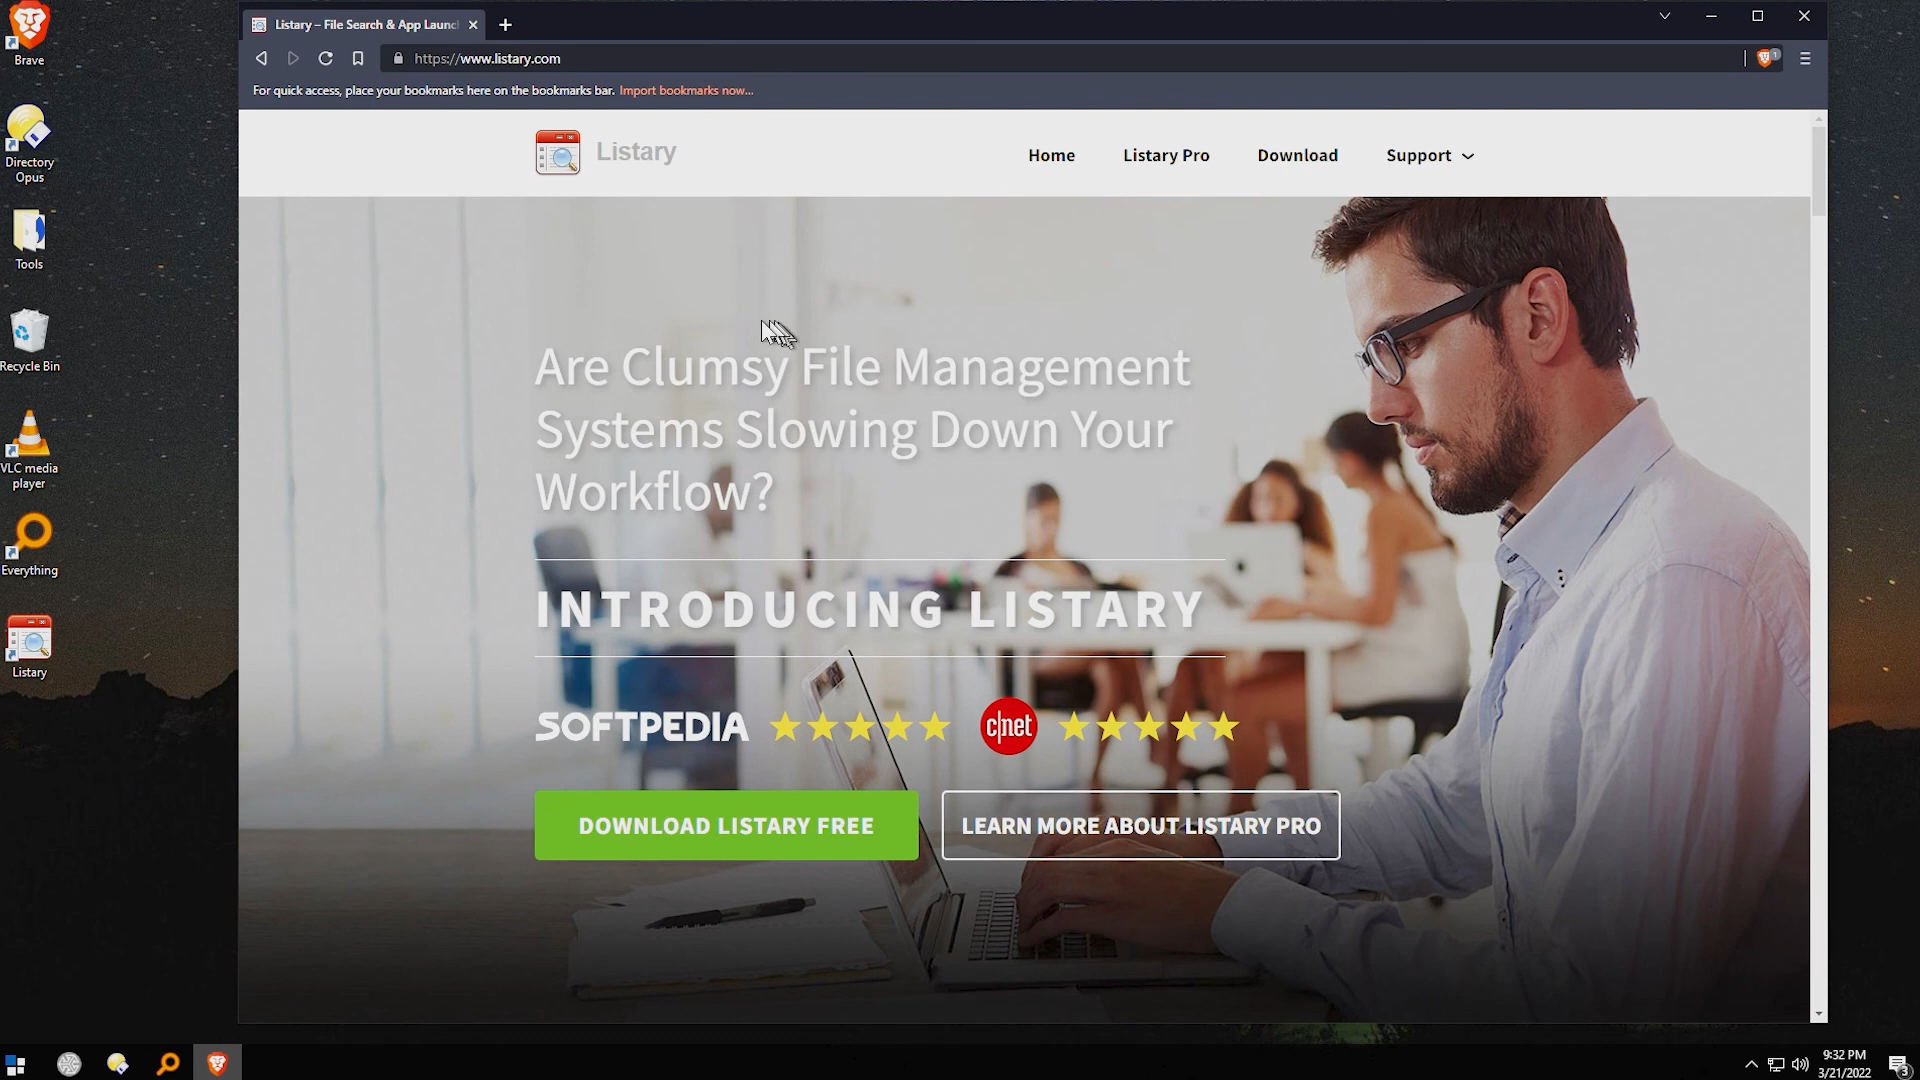 Listary – File Search & App Launc
https://www.listary.com
1
For quick access, place your bookmarks here on the bookmarks bar. Import bookmarks now...
Listary
Home
Listary Pro
Download
Support
Are Clumsy File Management
Systems Slowing Down Your
Workflow?
INTRODUCING LISTARY
SOFTPEDIA
c|net
DOWNLOAD LISTARY FREE
LEARN MORE ABOUT LISTARY PRO
Brave
Directory
Opus
Tools
Recycle Bin
VLC media
player
Everything
Listary
9:32 PM
3/21/2022
3